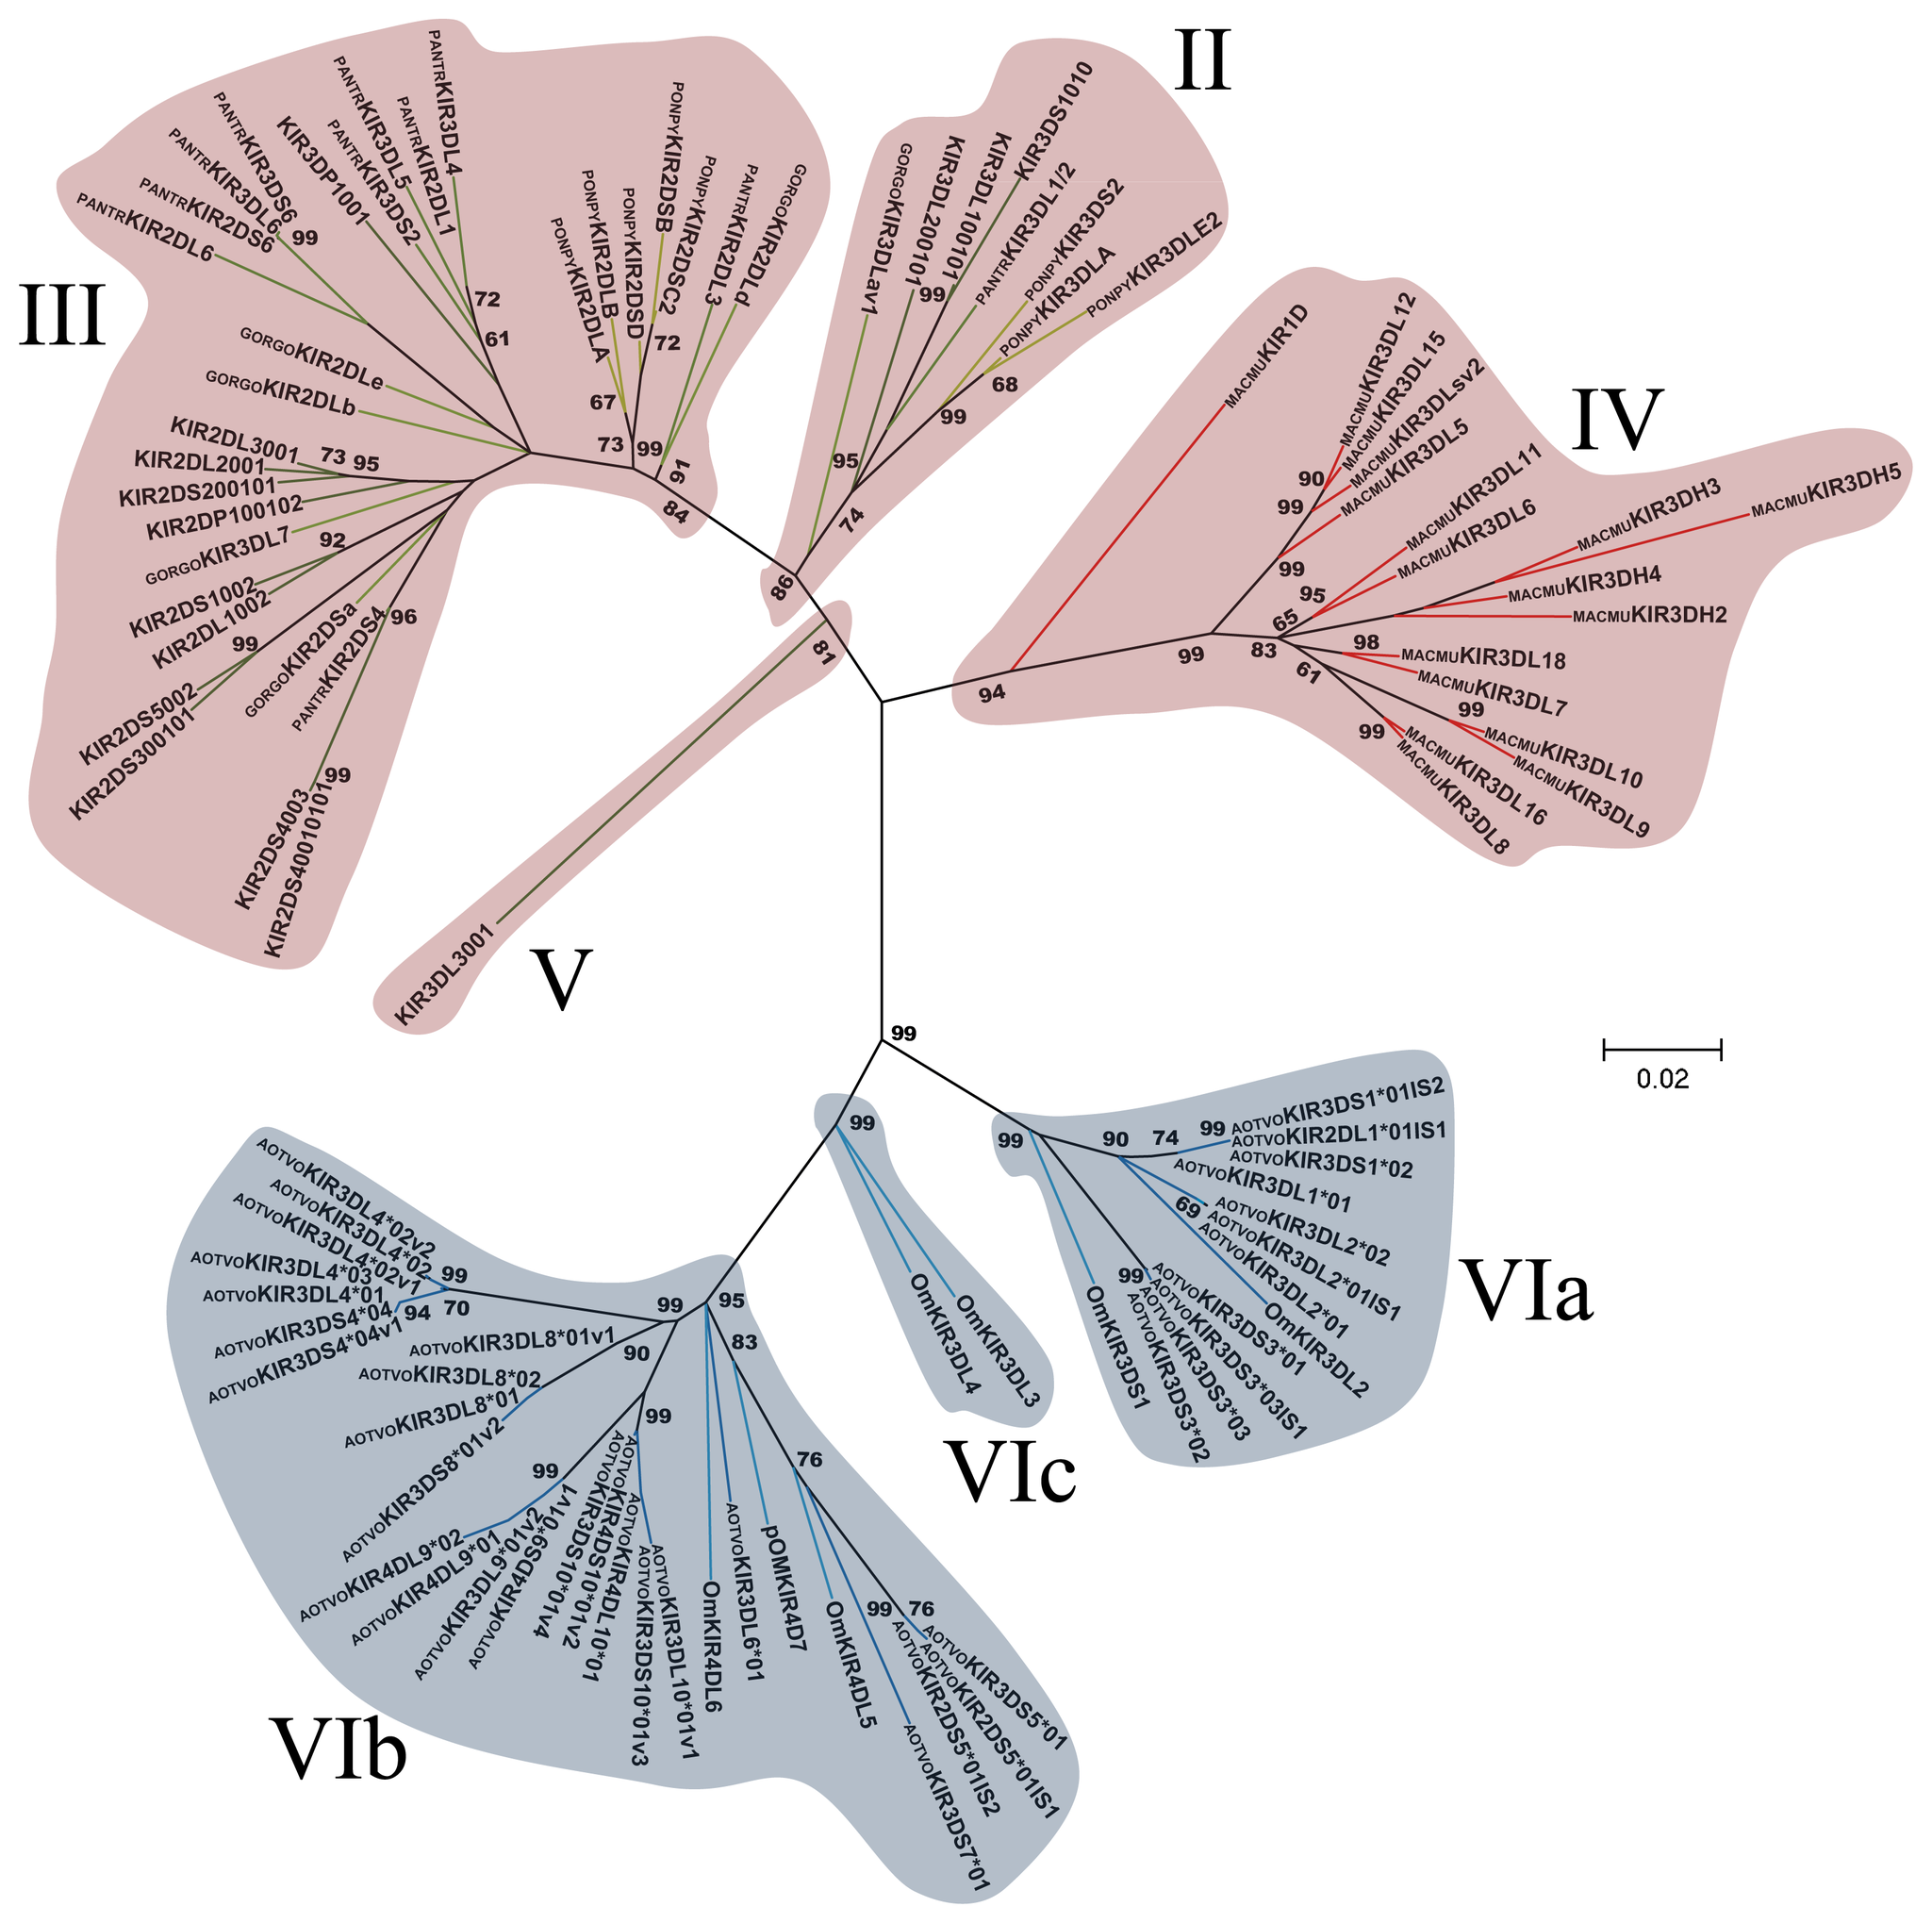 III
PANTRKIR2DL6
PANTRKIR2DS6
PANTRKIR3DL6
PANTRKIR3DS6
99
KIR3DP1001
PANTRKIR3DS2
PANTRKIR3DL5
PANTRKIR2DL1
PANTRKIR3DL4
72
61
PONPYKIR2DLA
PONPYKIR2DLB
PONPYKIR2DSD
PONPYKIR2DSB
PONPYKIR2DSC2
PANTRKIR2DL3
GORGOKIR2DLd
72
67
73
99
91
84
GORGOKIR2DLe
GORGOKIR2DLb
KIR2DL3001
KIR2DL2001
73
95
KIR2DS200101
KIR2DP100102
GORGOKIR3DL7
92
KIR2DS1002
KIR2DL1002
99
KIR2DS5002
KIR2DS300101
GORGOKIR2DSa
PANTRKIR2DS4
96
KIR2DS4003
KIR2DS40010101
99
II
GORGOKIR3DLav1
KIR3DL200101
KIR3DL100101
99
KIR3DS1010
PANTRKIR3DL1/2
PONPYKIR3DS2
PONPYKIR3DLA
PONPYKIR3DLE2
68
99
95
74
86
IV
MACMUKIR1D
MACMUKIR3DL12
MACMUKIR3DL15
MACMUKIR3DLsv2
MACMUKIR3DL5
90
99
99
MACMUKIR3DL11
MACMUKIR3DL6
95
65
MACMUKIR3DH3
MACMUKIR3DH5
MACMUKIR3DH4
MACMUKIR3DH2
98
MACMUKIR3DL18
MACMUKIR3DL7
99
83
61
94
99
MACMUKIR3DL10
MACMUKIR3DL9
99
MACMUKIR3DL16
MACMUKIR3DL8
V
81
KIR3DL3001
99
0.02
VIa
99
90
74
99
AOTVOKIR3DS1*01IS2
AOTVOKIR2DL1*01IS1
AOTVOKIR3DS1*02
AOTVOKIR3DL1*01
69
AOTVOKIR3DL2*02
AOTVOKIR3DL2*01IS1
AOTVOKIR3DL2*01
OmKIR3DL2
99
AOTVOKIR3DS3*01
AOTVOKIR3DS3*03IS1
AOTVOKIR3DS3*03
AOTVOKIR3DS3*02
OmKIR3DS1
VIc
99
OmKIR3DL3
OmKIR3DL4
VIb
AOTVOKIR3DL4*02v2
AOTVOKIR3DL4*02
AOTVOKIR3DL4*02v1
AOTVOKIR3DL4*03
AOTVOKIR3DL4*01
AOTVOKIR3DS4*04
AOTVOKIR3DS4*04v1
99
94
70
99
95
83
90
AOTVOKIR3DL8*01v1
AOTVOKIR3DL8*02
AOTVOKIR3DL8*01
AOTVOKIR3DS8*01v2
99
99
AOTVOKIR4DL9*02
AOTVOKIR4DL9*01
AOTVOKIR3DL9*01v2
AOTVOKIR4DS9*01v1
AOTVOKIR3DS10*01v4
AOTVOKIR4DS10*01v2
AOTVOKIR4DL10*01
AOTVOKIR3DS10*01v3
AOTVOKIR3DL10*01v1
OmKIR4DL6
AOTVOKIR3DL6*01
pOMKIR4D7
76
OmKIR4DL5
99
76
AOTVOKIR3DS5*01
AOTVOKIR2DS5*01IS1
AOTVOKIR2DS5*01IS2
AOTVOKIR3DS7*01